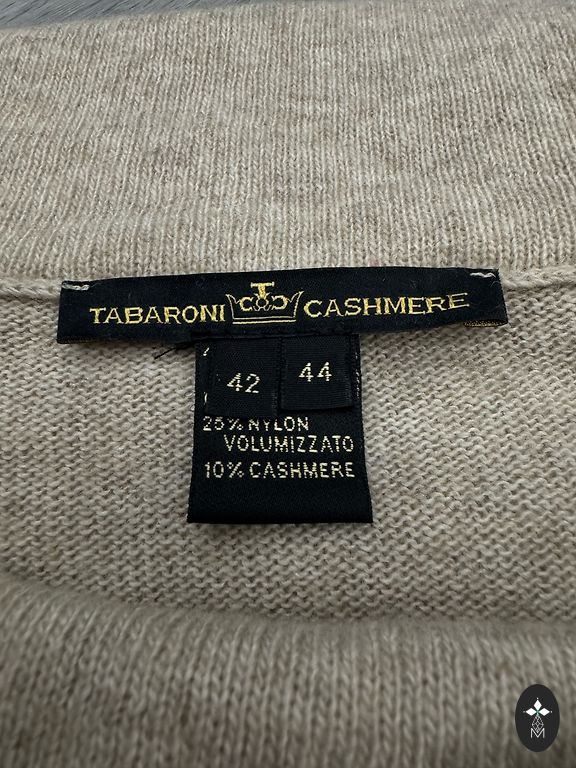 TABARONI CASHMERE
42 44
25% NYLON
VOLUMIZZATO
10% CASHMERE
M